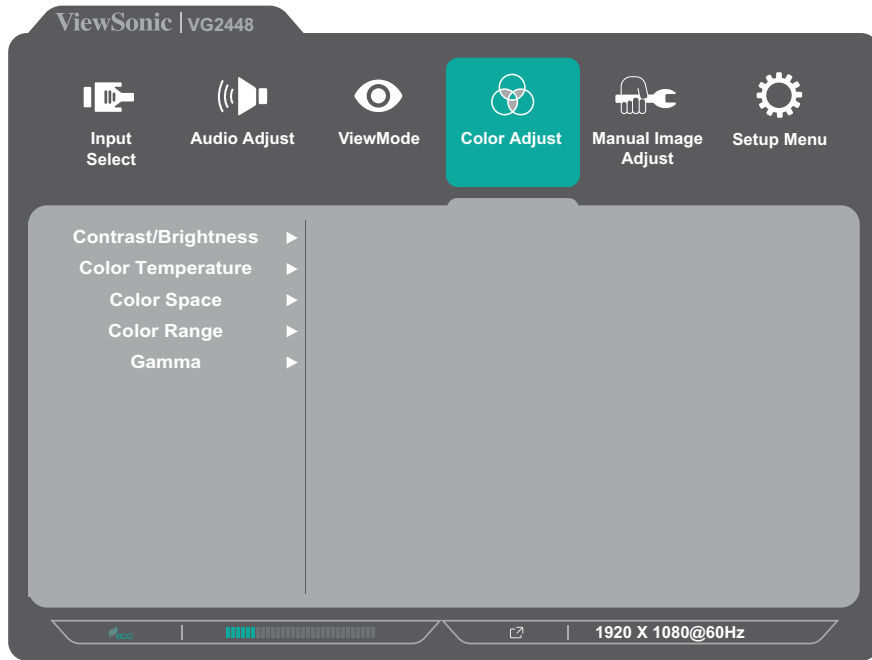 ViewSonic | VG2448
Input
Select
Audio Adjust
ViewMode
Color Adjust
Manual Image
Adjust
Setup Menu
Contrast/Brightness
Color Temperature
Color Space
Color Range
Gamma
eco
1920 X 1080@60Hz